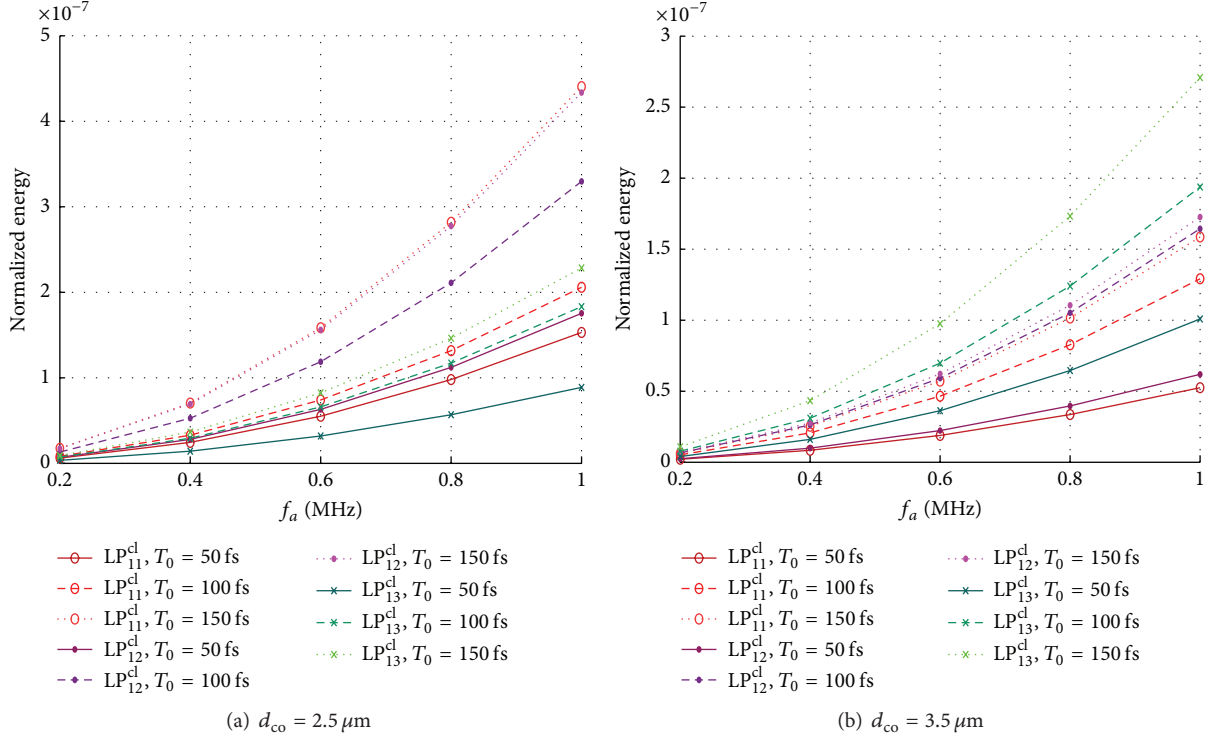 ×10⁻⁷
5
4
3
2
1
0
Normalized energy
0.2 0.4 0.6 0.8 1
f_a (MHz)
LP₁₁ᶜˡ, T₀ = 50 fs
LP₁₁ᶜˡ, T₀ = 100 fs
LP₁₁ᶜˡ, T₀ = 150 fs
LP₁₂ᶜˡ, T₀ = 50 fs
LP₁₂ᶜˡ, T₀ = 100 fs
LP₁₂ᶜˡ, T₀ = 150 fs
LP₁₃ᶜˡ, T₀ = 50 fs
LP₁₃ᶜˡ, T₀ = 100 fs
LP₁₃ᶜˡ, T₀ = 150 fs
(a) d_co = 2.5 μm
×10⁻⁷
3
2.5
2
1.5
1
0.5
0
Normalized energy
0.2 0.4 0.6 0.8 1
f_a (MHz)
LP₁₁ᶜˡ, T₀ = 50 fs
LP₁₁ᶜˡ, T₀ = 100 fs
LP₁₁ᶜˡ, T₀ = 150 fs
LP₁₂ᶜˡ, T₀ = 50 fs
LP₁₂ᶜˡ, T₀ = 100 fs
LP₁₂ᶜˡ, T₀ = 150 fs
LP₁₃ᶜˡ, T₀ = 50 fs
LP₁₃ᶜˡ, T₀ = 100 fs
LP₁₃ᶜˡ, T₀ = 150 fs
(b) d_co = 3.5 μm